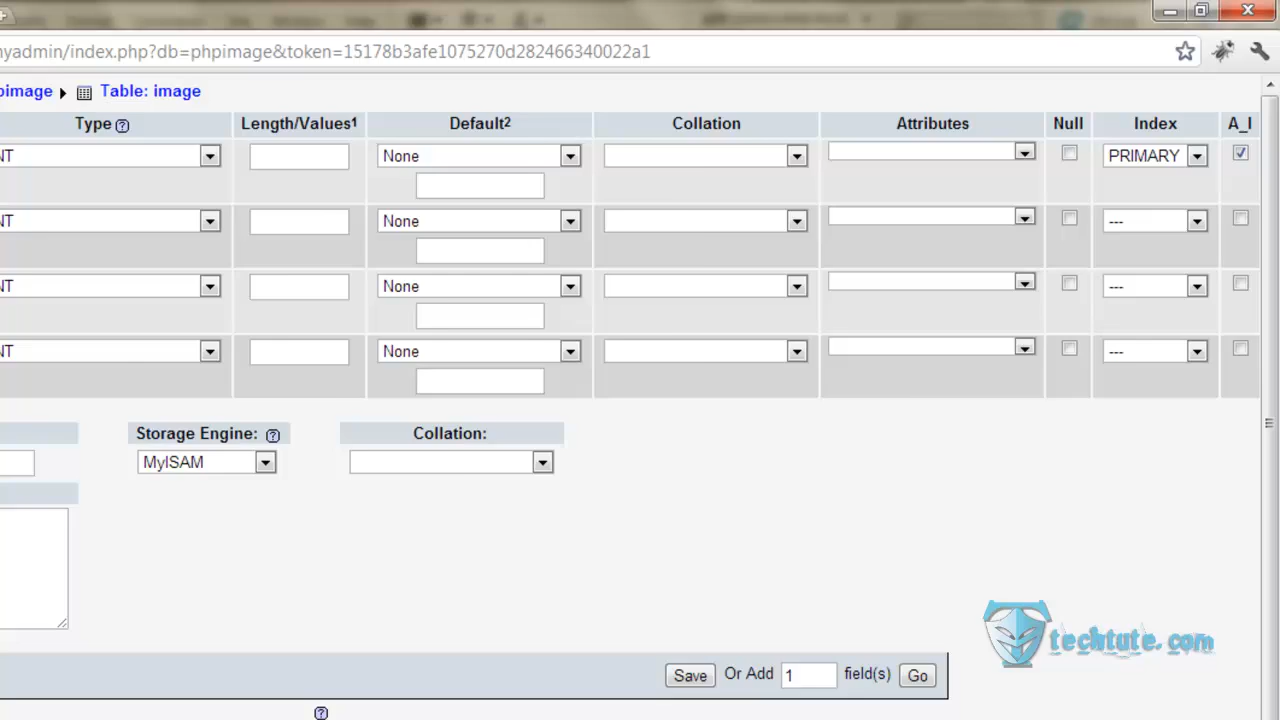 nyadmin/index.php?db=phpimage&token=15178b3afe1075270d282466340022a1
pimage ▸ Table: image
Type ? Length/Values1 Default2 Collation Attributes Null Index A_I
NT None PRIMARY
NT None ---
NT None ---
NT None ---
Storage Engine: ? Collation:
MyISAM
techtute.com
Save Or Add 1 field(s) Go
?